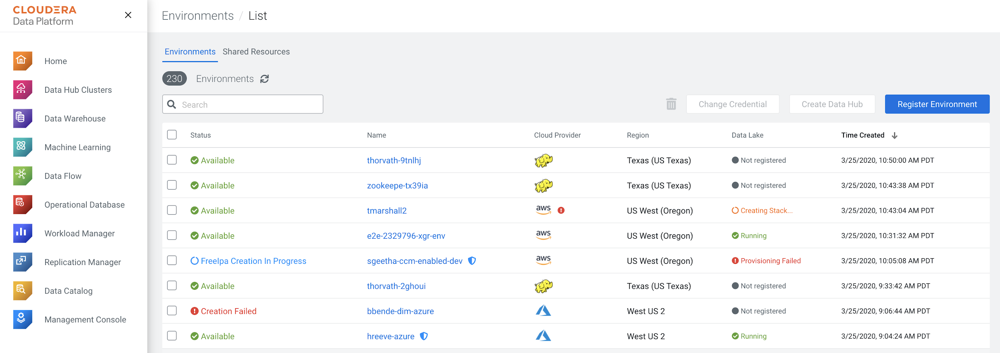 CLOUDERA
Data Platform
Environments / List
Home
Data Hub Clusters
Data Warehouse
Machine Learning
Data Flow
Operational Database
Workload Manager
Replication Manager
Data Catalog
Management Console
Environments Shared Resources
230 Environments
Search
Change Credential Create Data Hub Register Environment
Status Name Cloud Provider Region Data Lake Time Created
Available thorvath-9tnlhj Texas (US Texas) Not registered 3/25/2020, 10:50:00 AM PDT
Available zookeepe-tx39ia Texas (US Texas) Not registered 3/25/2020, 10:43:38 AM PDT
Available tmarshall2 aws US West (Oregon) Creating Stack... 3/25/2020, 10:43:04 AM PDT
Available e2e-2329796-xgr-env aws US West (Oregon) Running 3/25/2020, 10:31:32 AM PDT
FreeIpa Creation In Progress sgeetha-ccm-enabled-dev aws US West (Oregon) Provisioning Failed 3/25/2020, 10:05:08 AM PDT
Available thorvath-2ghoui Texas (US Texas) Not registered 3/25/2020, 9:33:42 AM PDT
Creation Failed bbende-dim-azure West US 2 Not registered 3/25/2020, 9:06:44 AM PDT
Available hreeve-azure West US 2 Running 3/25/2020, 9:04:24 AM PDT